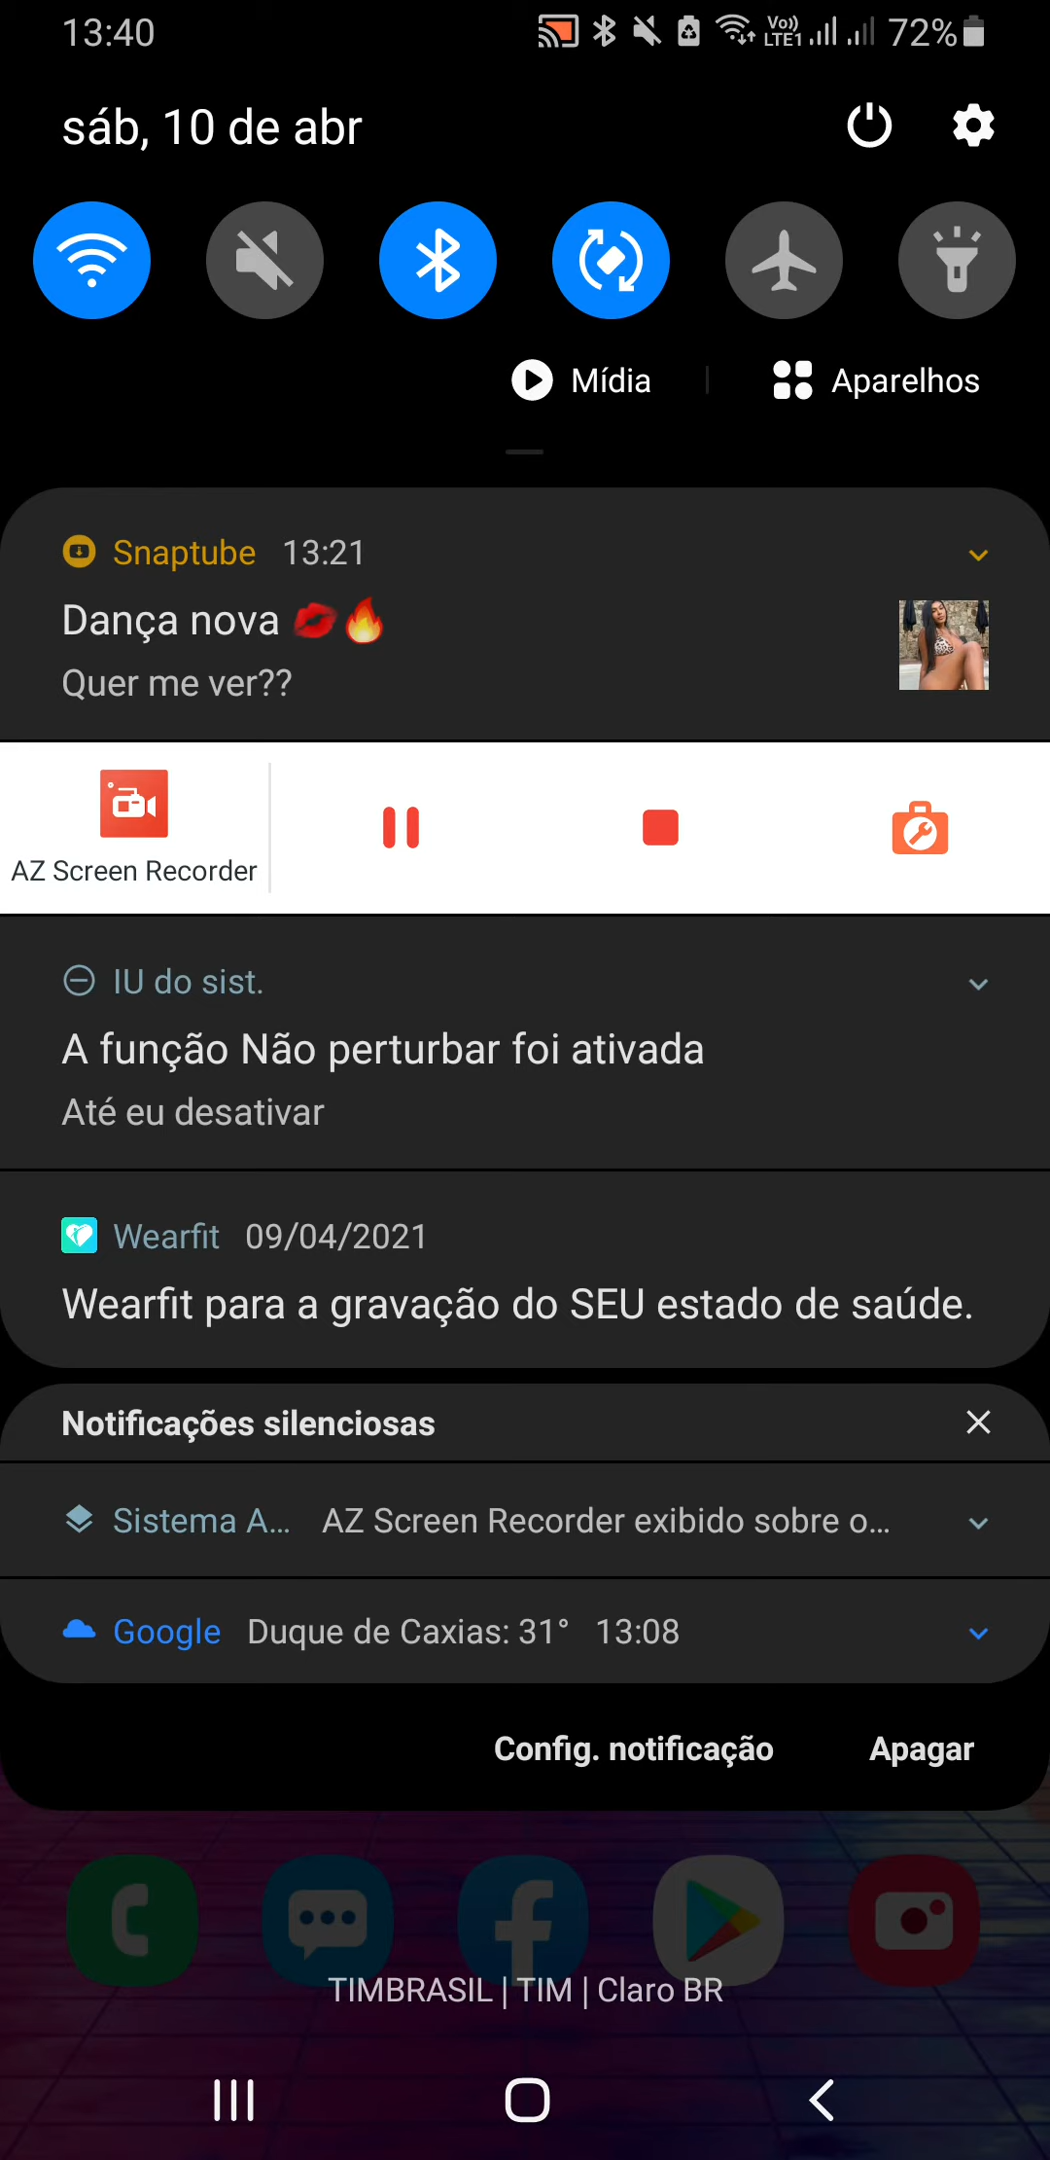 13:40 Vo)) LTE1 72%
sáb, 10 de abr
Mídia Aparelhos
Snaptube 13:21
Dança nova 💋🔥
Quer me ver??
AZ Screen Recorder
IU do sist.
A função Não perturbar foi ativada
Até eu desativar
Wearfit 09/04/2021
Wearfit para a gravação do SEU estado de saúde.
Notificações silenciosas
Sistema A... AZ Screen Recorder exibido sobre o...
Google Duque de Caxias: 31° 13:08
Config. notificação Apagar
TIMBRASIL | TIM | Claro BR